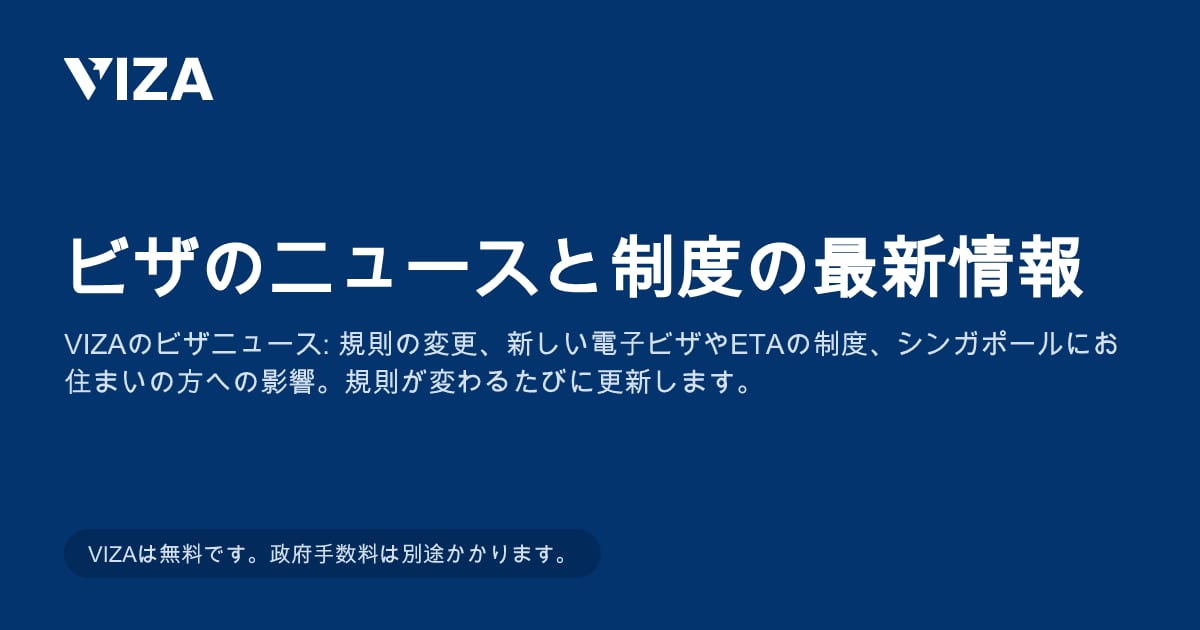 VIZA
ビザのニュースと制度の最新情報
VIZAのビザニュース: 規則の変更、新しい電子ビザやETAの制度、シンガポールにお
住まいの方への影響。規則が変わるたびに更新します。
VIZAは無料です。政府手数料は別途かかります。